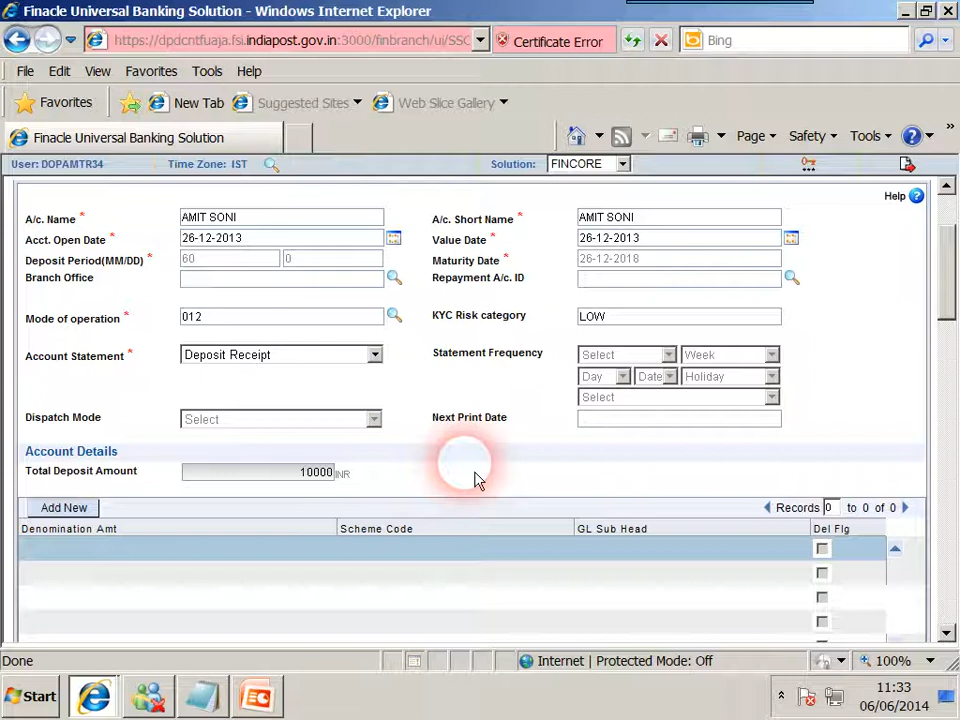 Finacle Universal Banking Solution - Windows Internet Explorer
https://dpdcntfuaja.fsi.indiapost.gov.in:3000/finbranch/ui/SSC Certificate Error Bing
File Edit View Favorites Tools Help
Favorites New Tab Suggested Sites Web Slice Gallery
Finacle Universal Banking Solution Page Safety Tools »
User: DOPAMTR34 Time Zone: IST Solution: FINCORE
Help
A/c. Name * AMIT SONI A/c. Short Name * AMIT SONI
Acct. Open Date * 26-12-2013 Value Date * 26-12-2013
Deposit Period(MM/DD) * 60 0 Maturity Date * 26-12-2018
Branch Office Repayment A/c. ID
Mode of operation * 012 KYC Risk category LOW
Account Statement * Deposit Receipt Statement Frequency Select Week
Day Date Holiday
Select
Dispatch Mode Select Next Print Date
Account Details
Total Deposit Amount 10000 INR
Add New Records 0 to 0 of 0
Denomination Amt Scheme Code GL Sub Head Del Flg
Done Internet | Protected Mode: Off 100%
Start 11:33
06/06/2014